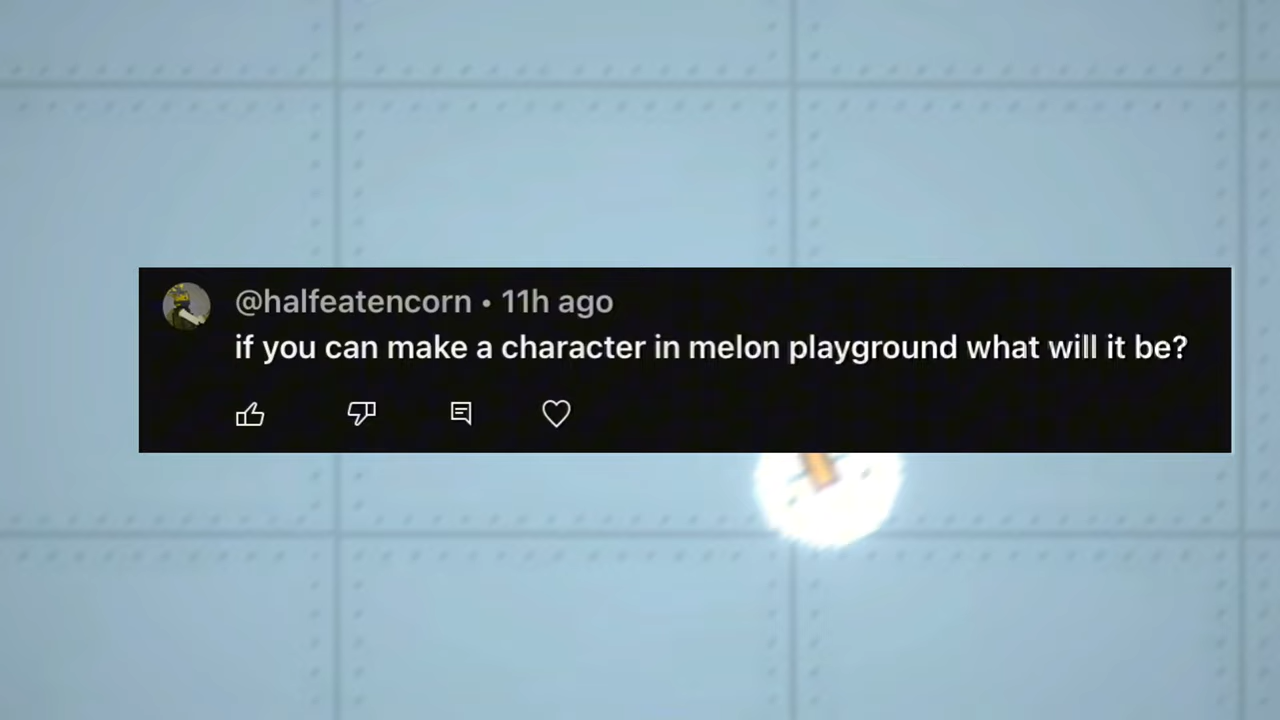 @halfeatencorn • 11h ago
if you can make a character in melon playground what will it be?